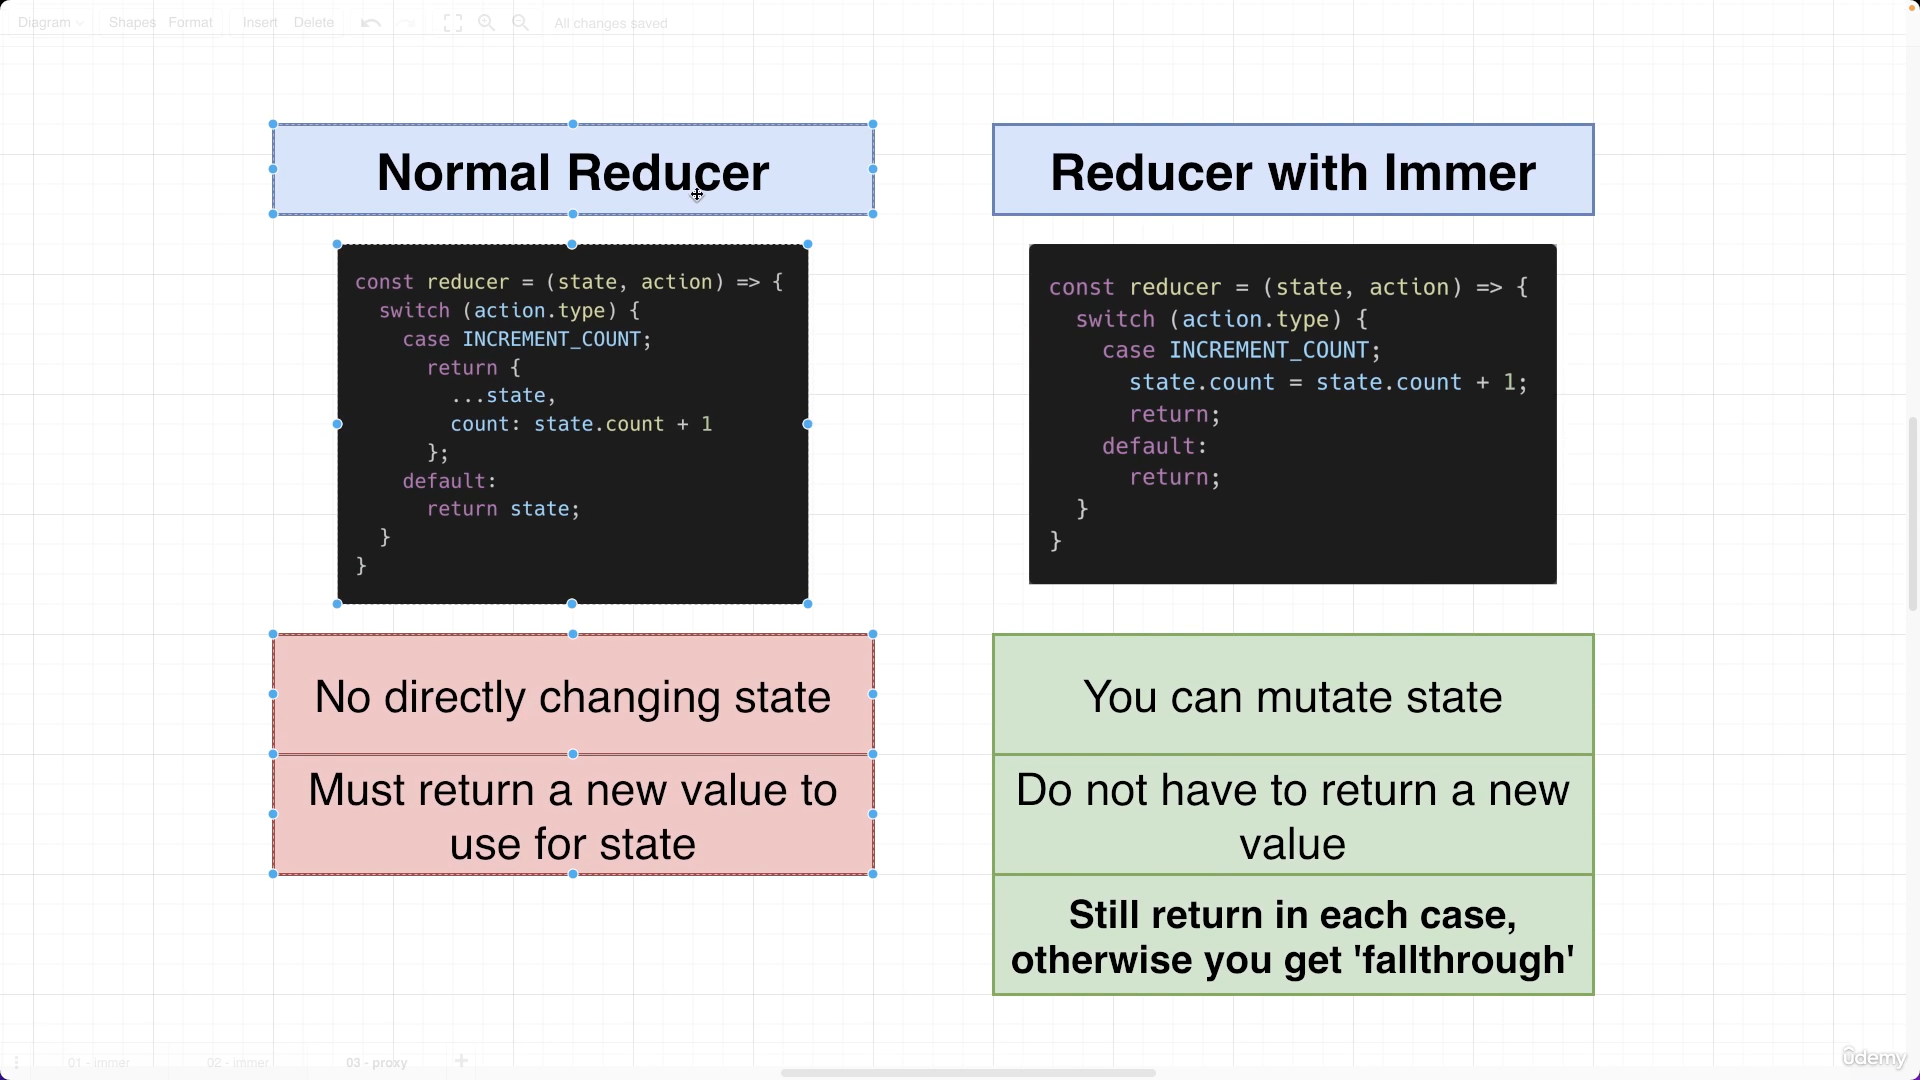 Diagram
Shapes
Format
Insert
Delete
All changes saved
Normal Reducer
const reducer = (state, action) => {
  switch (action.type) {
    case INCREMENT_COUNT;
      return {
        ...state,
        count: state.count + 1
      };
    default:
      return state;
  }
}
No directly changing state
Must return a new value to
use for state
Reducer with Immer
const reducer = (state, action) => {
  switch (action.type) {
    case INCREMENT_COUNT;
      state.count = state.count + 1;
      return;
    default:
      return;
  }
}
You can mutate state
Do not have to return a new
value
Still return in each case,
otherwise you get 'fallthrough'
01 - immer
02 - immer
03 - proxy
ûdemy